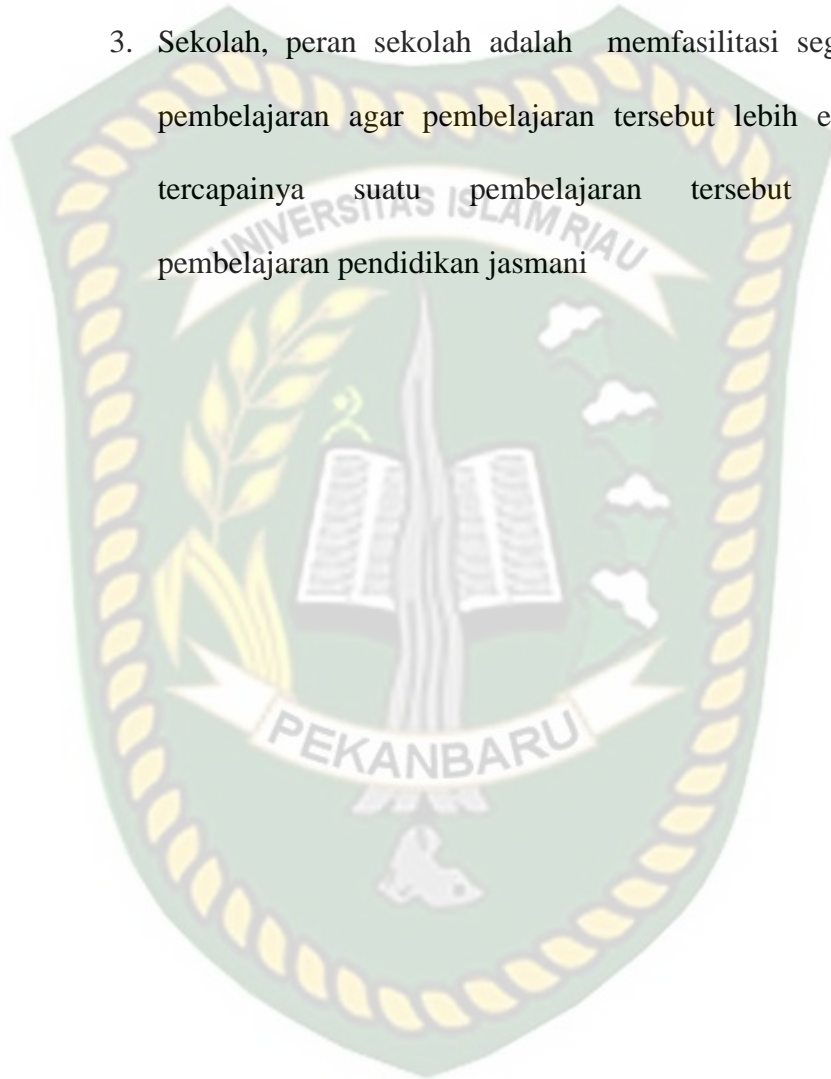 3. Sekolah, peran sekolah adalah memfasilitasi
pembelajaran agar pembelajaran tersebut lebih
tercapainya suatu pembelajaran tersebut
pembelajaran pendidikan jasmani
UNIVERSITAS ISLAM RIAU
PEKANBARU